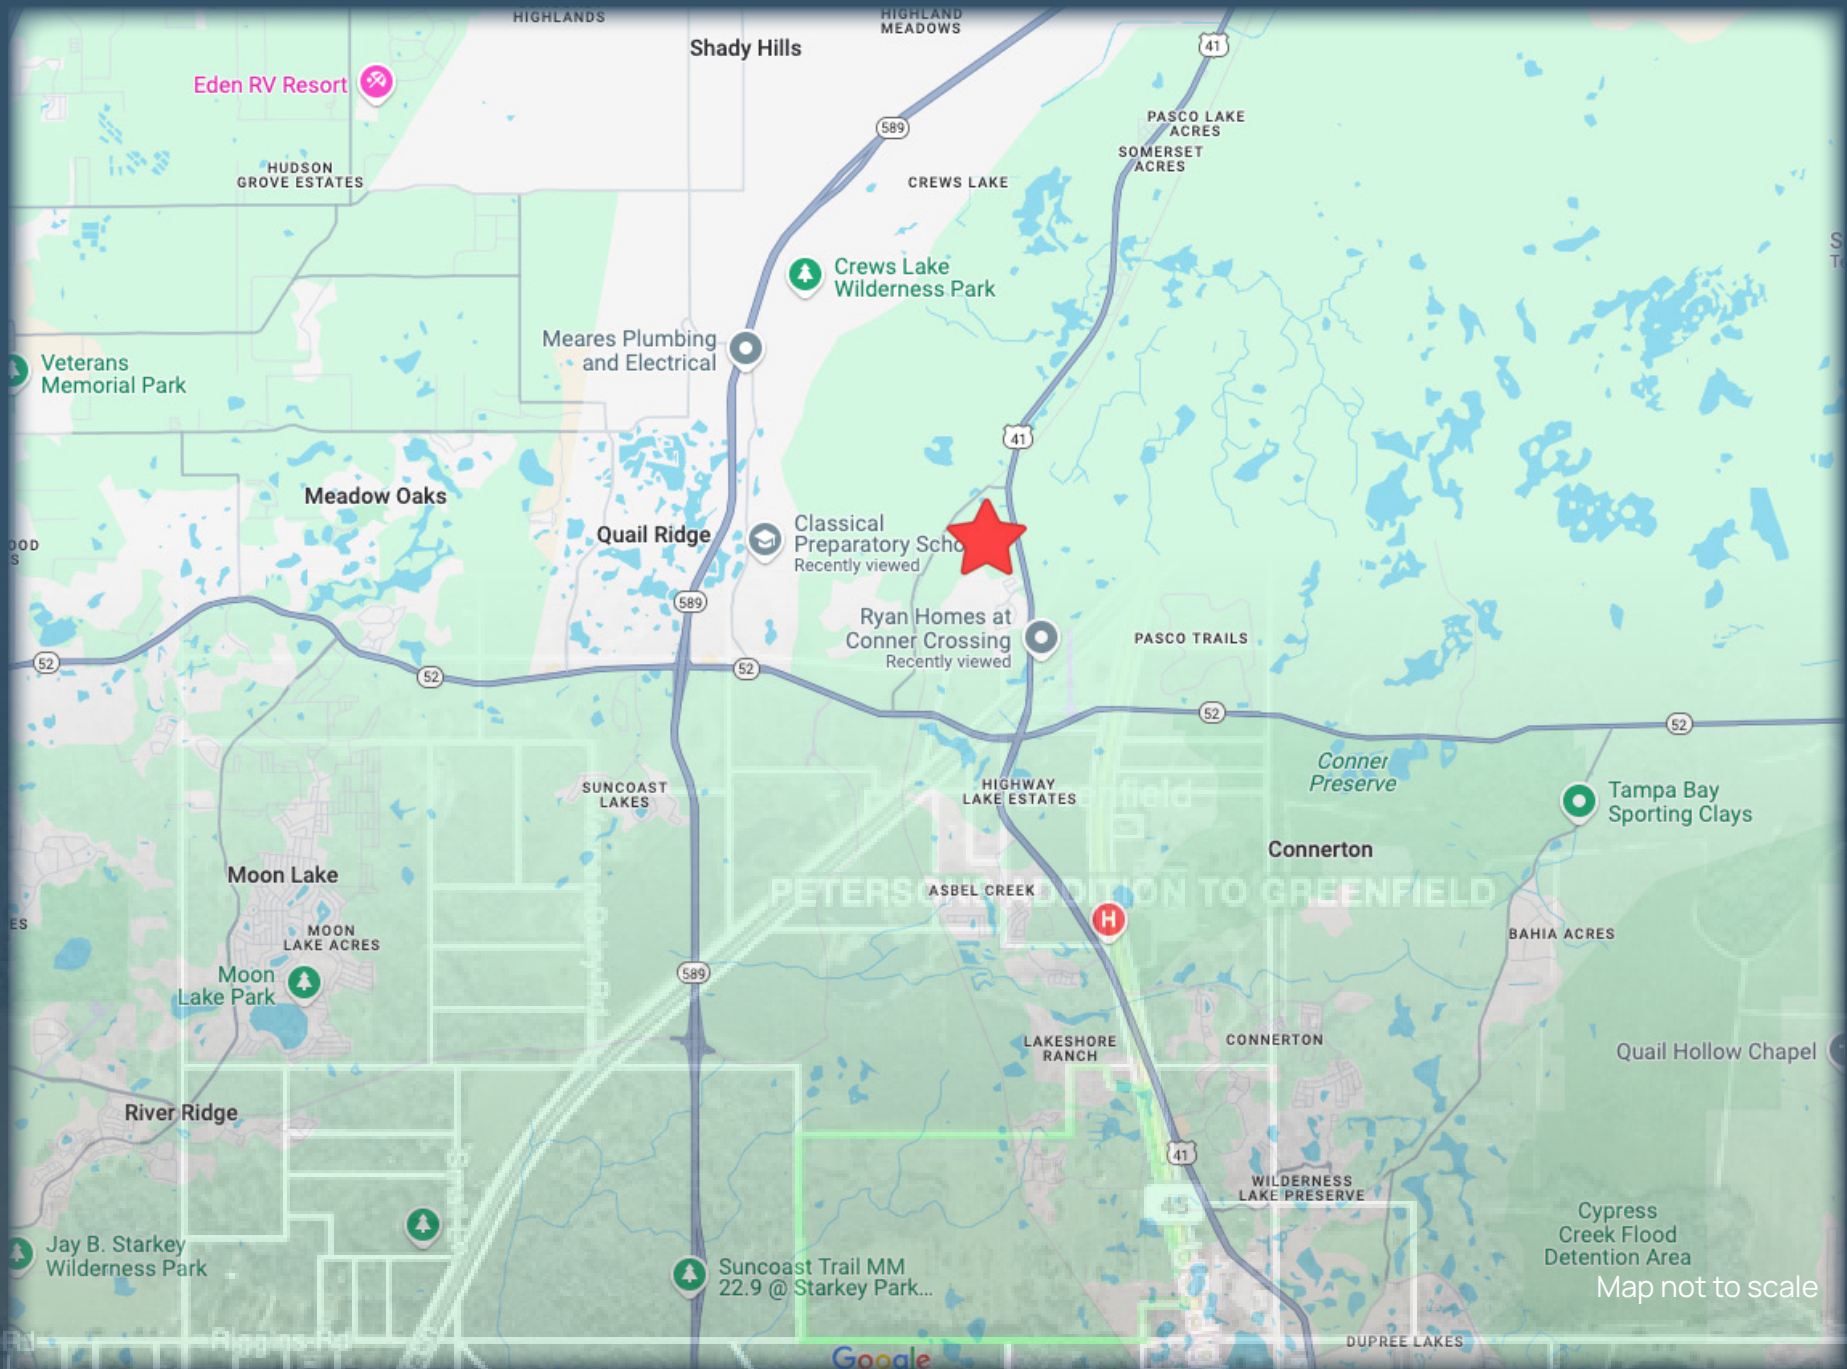 HIGHLANDS
HIGHLAND
MEADOWS
41
Shady Hills
Eden RV Resort
589
PASCO LAKE
ACRES
SOMERSET
ACRES
HUDSON
GROVE ESTATES
CREWS LAKE
Crews Lake
Wilderness Park
Meares Plumbing
and Electrical
Veterans
Memorial Park
41
Meadow Oaks
Quail Ridge
Classical
Preparatory Scho
Recently viewed
OOD
S
589
Ryan Homes at
Conner Crossing
Recently viewed
PASCO TRAILS
52
52
52
52
52
Conner
Preserve
SUNCOAST
LAKES
HIGHWAY
LAKE ESTATES
enfield
Tampa Bay
Sporting Clays
Connerton
Moon Lake
ASBEL CREEK
PETERSON ADDITION TO GREENFIELD
H
ES
MOON
LAKE ACRES
BAHIA ACRES
Moon
Lake Park
589
LAKESHORE
RANCH
CONNERTON
Quail Hollow Chapel
River Ridge
41
WILDERNESS
LAKE PRESERVE
45
Cypress
Creek Flood
Detention Area
Jay B. Starkey
Wilderness Park
Suncoast Trail MM
22.9 @ Starkey Park...
Map not to scale
Rd
Riggins Rd
DUPREE LAKES
Google